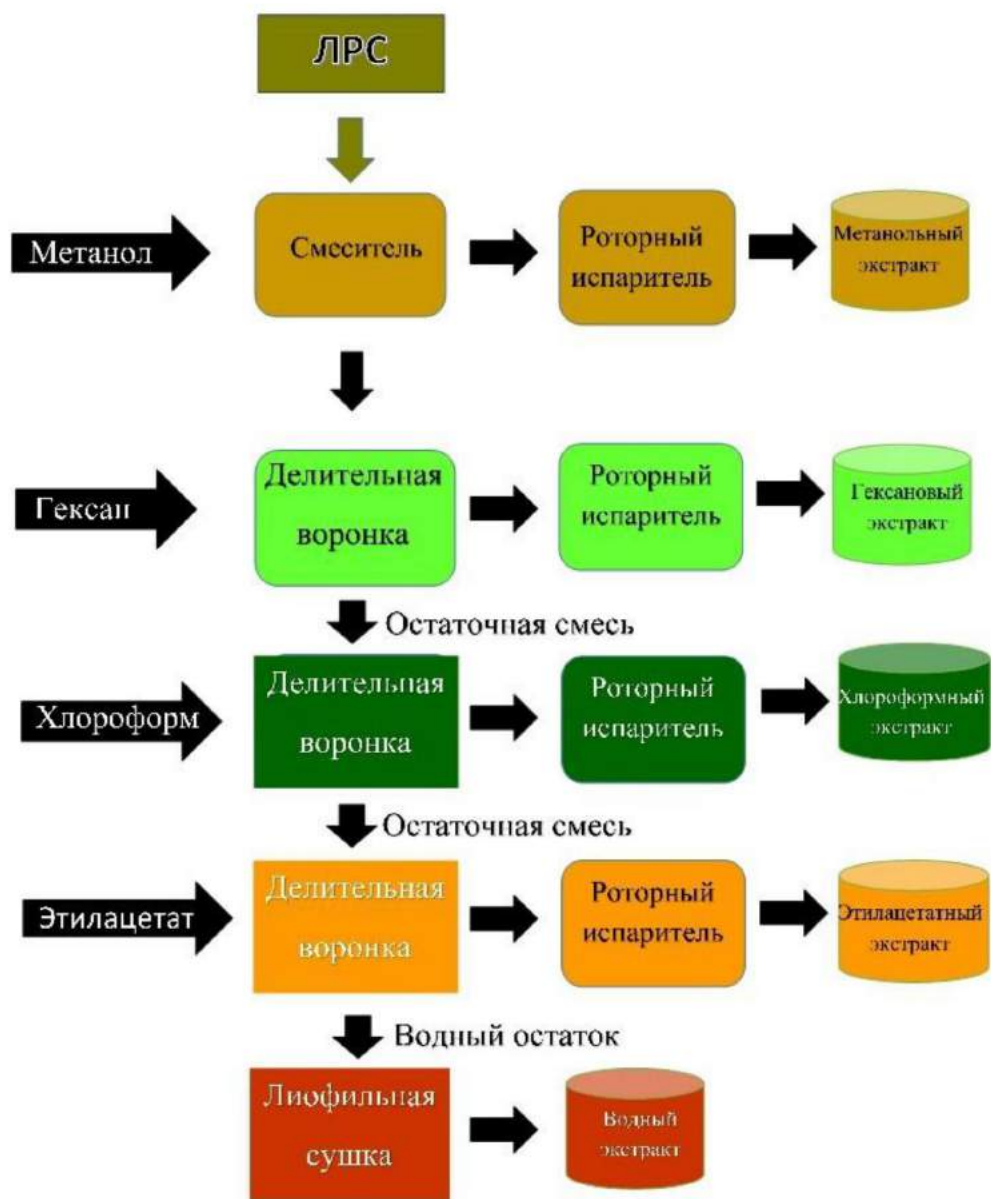 ЛРС
Метанол
Смеситель
Роторный
испаритель
Метанольный
экстракт
Гексан
Делительная
воронка
Роторный
испаритель
Гексановый
экстракт
Остаточная смесь
Хлороформ
Делительная
воронка
Роторный
испаритель
Хлороформный
экстракт
Остаточная смесь
Этилацетат
Делительная
воронка
Роторный
испаритель
Этилацетатный
экстракт
Водный остаток
Лиофильная
сушка
Водный
экстракт